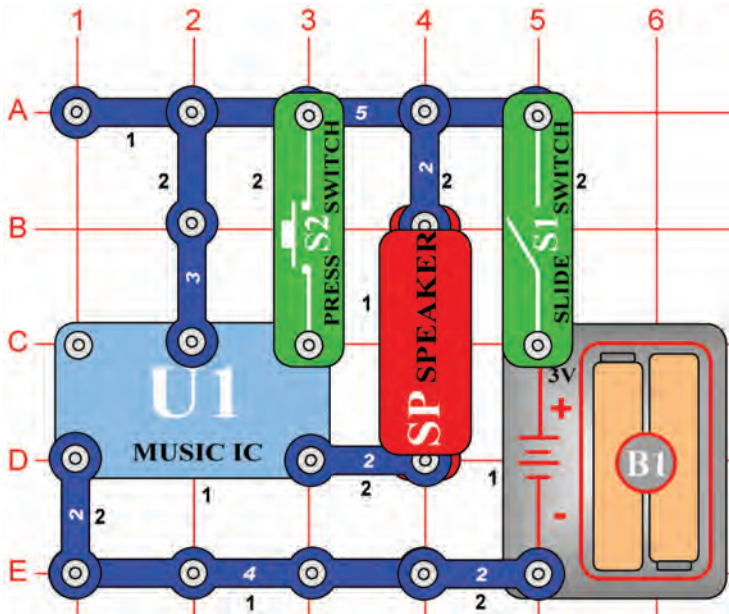 1 2 3 4 5 6
A
5
1
2 2 2 2 2
B
3
PRESS S2 SWITCH
1
SP SPEAKER
SLIDE S1 SWITCH
C
U1
MUSIC IC
3V
+
B1
-
D
2
1 2 1
2 2
E
4 2
1 2